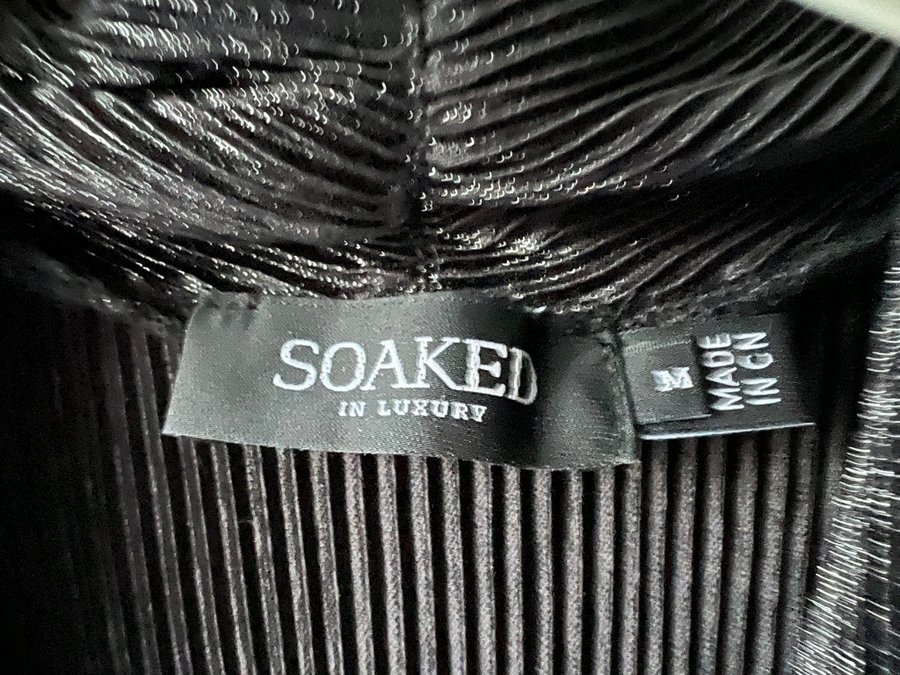 SOAKED
IN LUXURY
M
MADE
IN CN